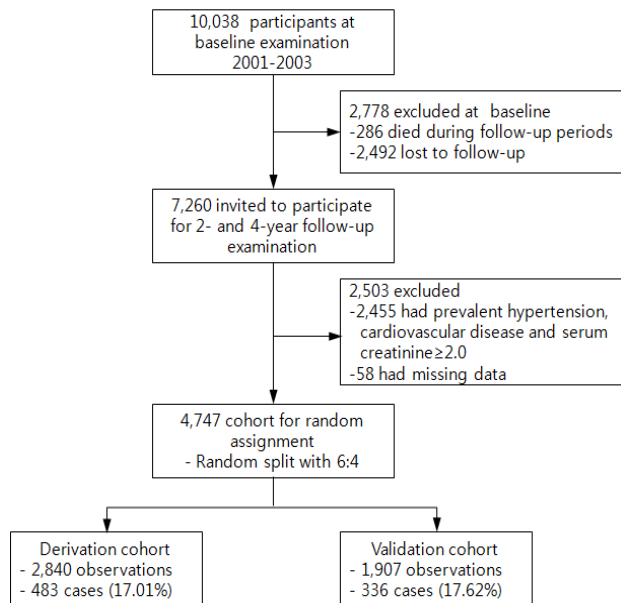 10,038 participants at
baseline examination
2001-2003
2,778 excluded at baseline
-286 died during follow-up periods
-2,492 lost to follow-up
7,260 invited to participate
for 2- and 4-year follow-up
examination
2,503 excluded
-2,455 had prevalent hypertension,
cardiovascular disease and serum
creatinine≥2.0
-58 had missing data
4,747 cohort for random
assignment
- Random split with 6:4
Derivation cohort
- 2,840 observations
- 483 cases (17.01%)
Validation cohort
- 1,907 observations
- 336 cases (17.62%)